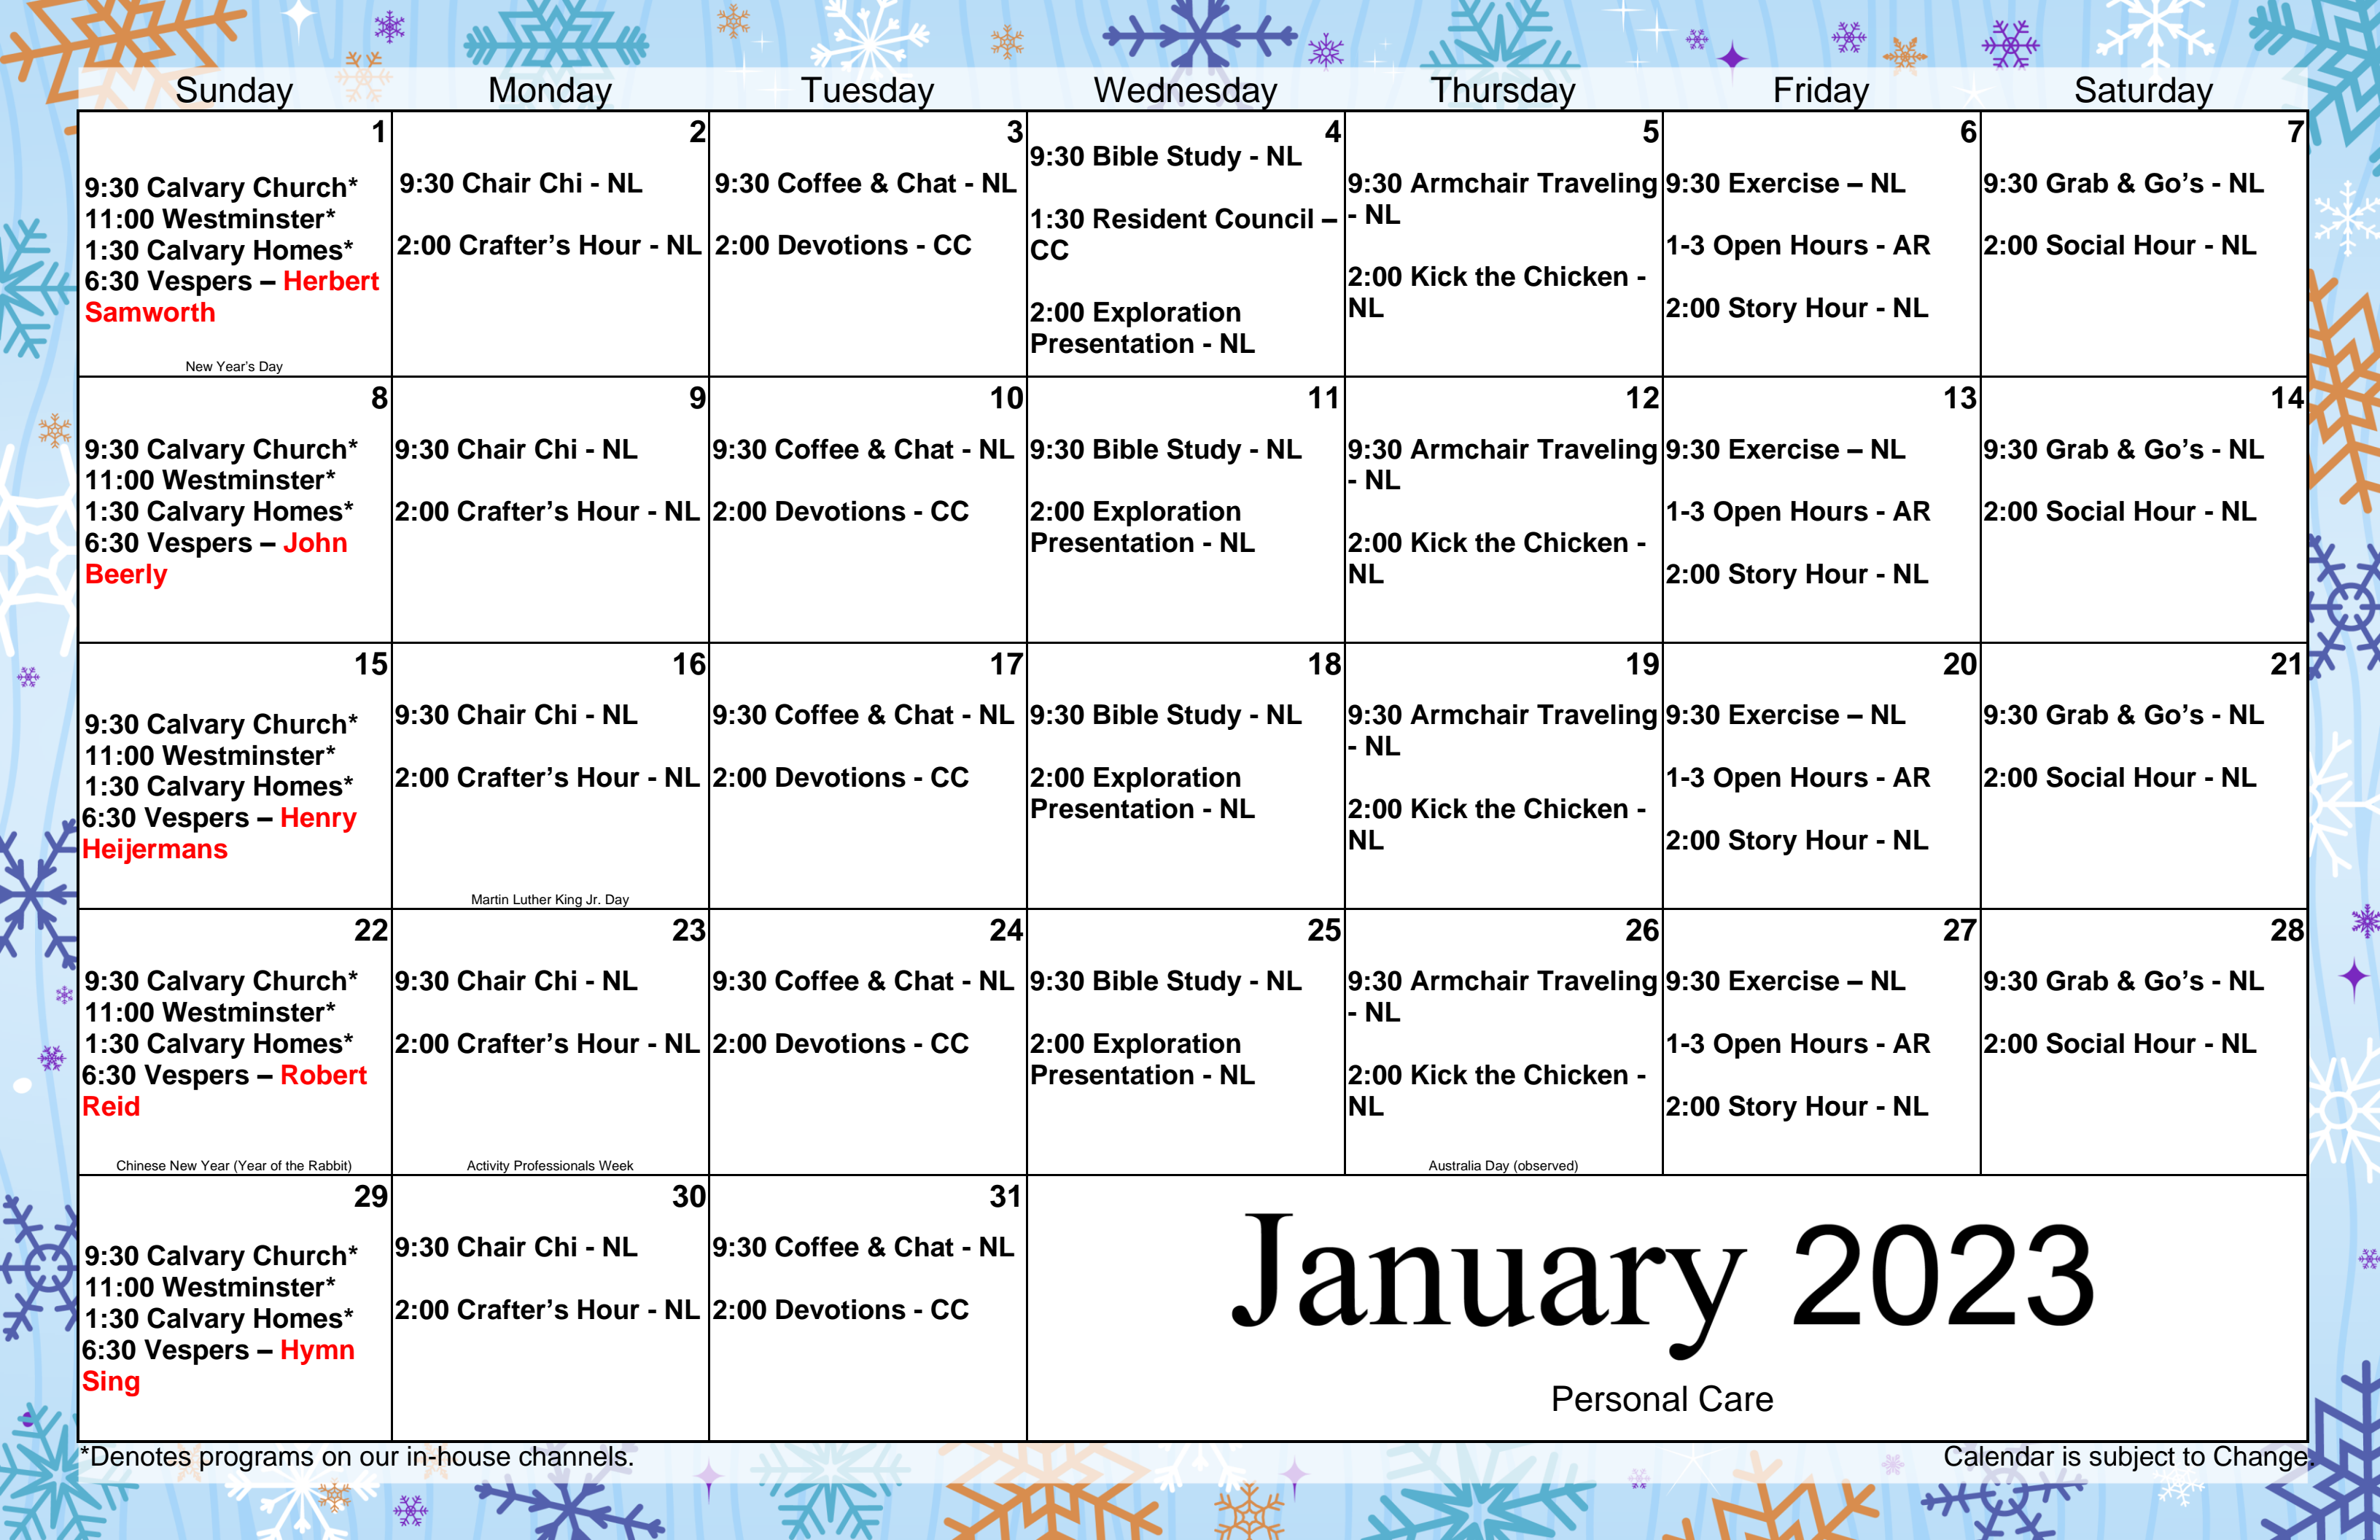 Sunday Monday Tuesday Wednesday Thursday Friday Saturday
1
9:30 Calvary Church*
11:00 Westminster*
1:30 Calvary Homes*
6:30 Vespers – Herbert
Samworth
New Year's Day
2
9:30 Chair Chi - NL
2:00 Crafter's Hour - NL
3
9:30 Coffee & Chat - NL
2:00 Devotions - CC
4
9:30 Bible Study - NL
1:30 Resident Council –
CC
2:00 Exploration
Presentation - NL
5
9:30 Armchair Traveling
- NL
2:00 Kick the Chicken -
NL
6
9:30 Exercise – NL
1-3 Open Hours - AR
2:00 Story Hour - NL
7
9:30 Grab & Go's - NL
2:00 Social Hour - NL
8
9:30 Calvary Church*
11:00 Westminster*
1:30 Calvary Homes*
6:30 Vespers – John
Beerly
9
9:30 Chair Chi - NL
2:00 Crafter's Hour - NL
10
9:30 Coffee & Chat - NL
2:00 Devotions - CC
11
9:30 Bible Study - NL
2:00 Exploration
Presentation - NL
12
9:30 Armchair Traveling
- NL
2:00 Kick the Chicken -
NL
13
9:30 Exercise – NL
1-3 Open Hours - AR
2:00 Story Hour - NL
14
9:30 Grab & Go's - NL
2:00 Social Hour - NL
15
9:30 Calvary Church*
11:00 Westminster*
1:30 Calvary Homes*
6:30 Vespers – Henry
Heijermans
16
9:30 Chair Chi - NL
2:00 Crafter's Hour - NL
Martin Luther King Jr. Day
17
9:30 Coffee & Chat - NL
2:00 Devotions - CC
18
9:30 Bible Study - NL
2:00 Exploration
Presentation - NL
19
9:30 Armchair Traveling
- NL
2:00 Kick the Chicken -
NL
20
9:30 Exercise – NL
1-3 Open Hours - AR
2:00 Story Hour - NL
21
9:30 Grab & Go's - NL
2:00 Social Hour - NL
22
9:30 Calvary Church*
11:00 Westminster*
1:30 Calvary Homes*
6:30 Vespers – Robert
Reid
Chinese New Year (Year of the Rabbit)
23
9:30 Chair Chi - NL
2:00 Crafter's Hour - NL
Activity Professionals Week
24
9:30 Coffee & Chat - NL
2:00 Devotions - CC
25
9:30 Bible Study - NL
2:00 Exploration
Presentation - NL
26
9:30 Armchair Traveling
- NL
2:00 Kick the Chicken -
NL
Australia Day (observed)
27
9:30 Exercise – NL
1-3 Open Hours - AR
2:00 Story Hour - NL
28
9:30 Grab & Go's - NL
2:00 Social Hour - NL
29
9:30 Calvary Church*
11:00 Westminster*
1:30 Calvary Homes*
6:30 Vespers – Hymn
Sing
30
9:30 Chair Chi - NL
2:00 Crafter's Hour - NL
31
9:30 Coffee & Chat - NL
2:00 Devotions - CC
January 2023
Personal Care
*Denotes programs on our in-house channels.
Calendar is subject to Change.